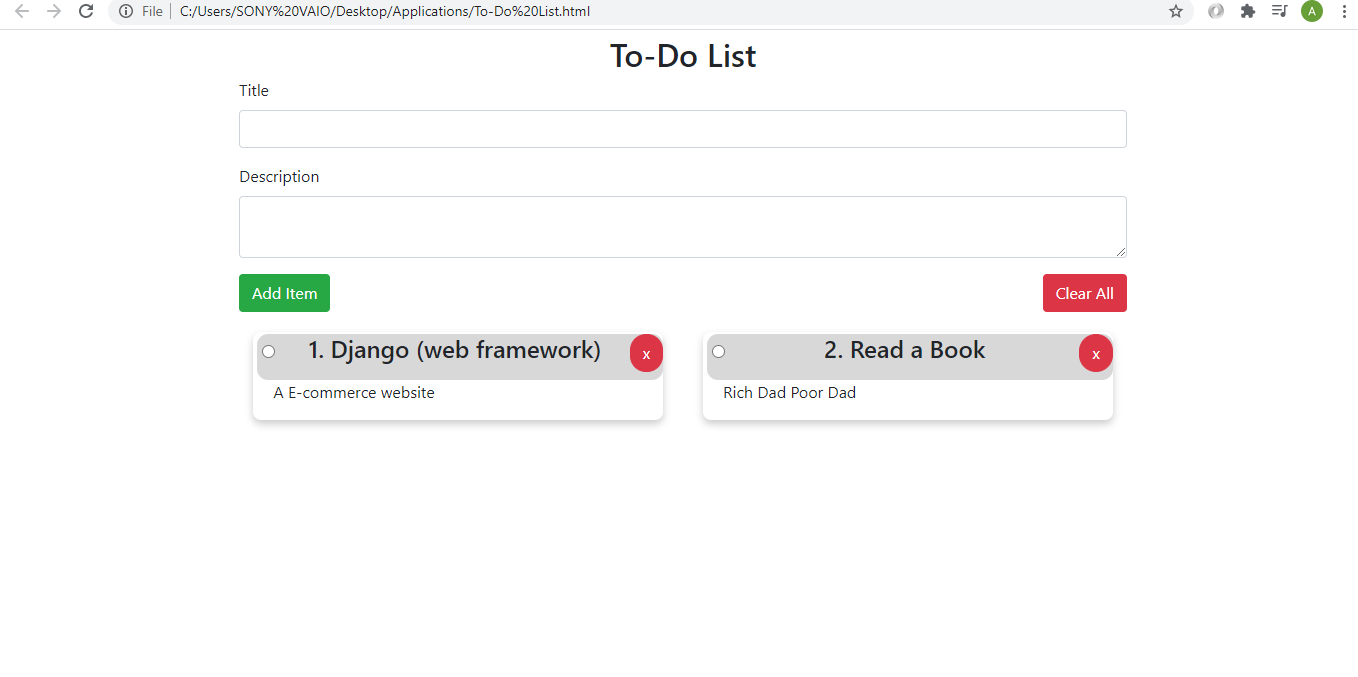 File C:/Users/SONY%20VAIO/Desktop/Applications/To-Do%20List.html A
To-Do List
Title
Description
Add Item Clear All
1. Django (web framework) x
A E-commerce website
2. Read a Book x
Rich Dad Poor Dad